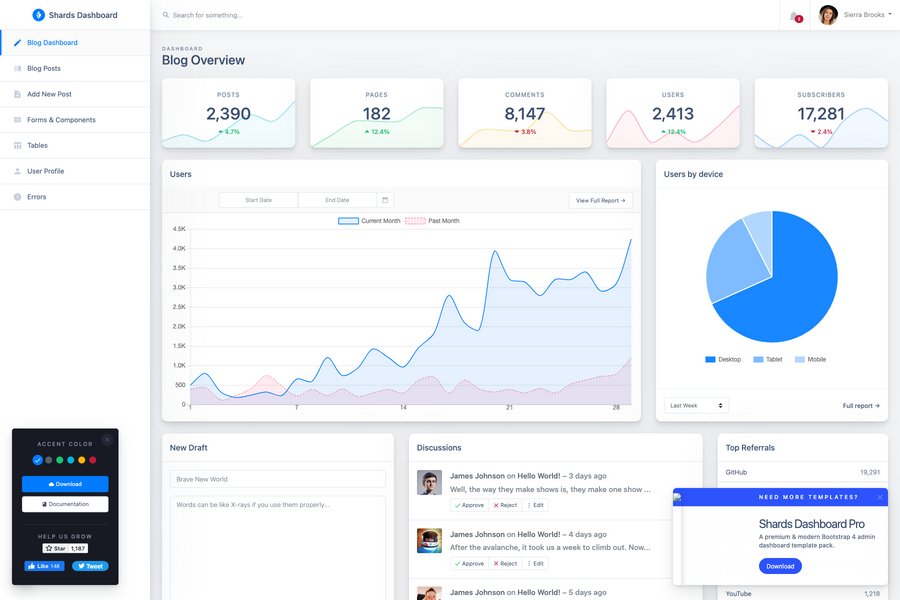 Shards Dashboard
Search for something...
3
Sierra Brooks
Blog Dashboard
Blog Posts
Add New Post
Forms & Components
Tables
User Profile
Errors
DASHBOARD
Blog Overview
POSTS
2,390
4.7%
PAGES
182
12.4%
COMMENTS
8,147
3.8%
USERS
2,413
12.4%
SUBSCRIBERS
17,281
2.4%
Users
Start Date
End Date
View Full Report →
Current Month
Past Month
4.5K
4.0K
3.5K
3.0K
2.5K
2.0K
1.5K
1.0K
500
0
1 7 14 21 28
Users by device
Desktop Tablet Mobile
Last Week
Full report →
New Draft
Brave New World
Words can be like X-rays if you use them properly...
Discussions
James Johnson on Hello World! – 3 days ago
Well, the way they make shows is, they make one show ...
Approve Reject Edit
James Johnson on Hello World! – 4 days ago
After the avalanche, it took us a week to climb out. Now...
Approve Reject Edit
James Johnson on Hello World! – 5 days ago
Top Referrals
GitHub 19,291
NEED MORE TEMPLATES?
Shards Dashboard Pro
A premium & modern Bootstrap 4 admin
dashboard template pack.
Download
YouTube 1,218
ACCENT COLOR
Download
Documentation
HELP US GROW
Star 1,187
Like 148
Tweet